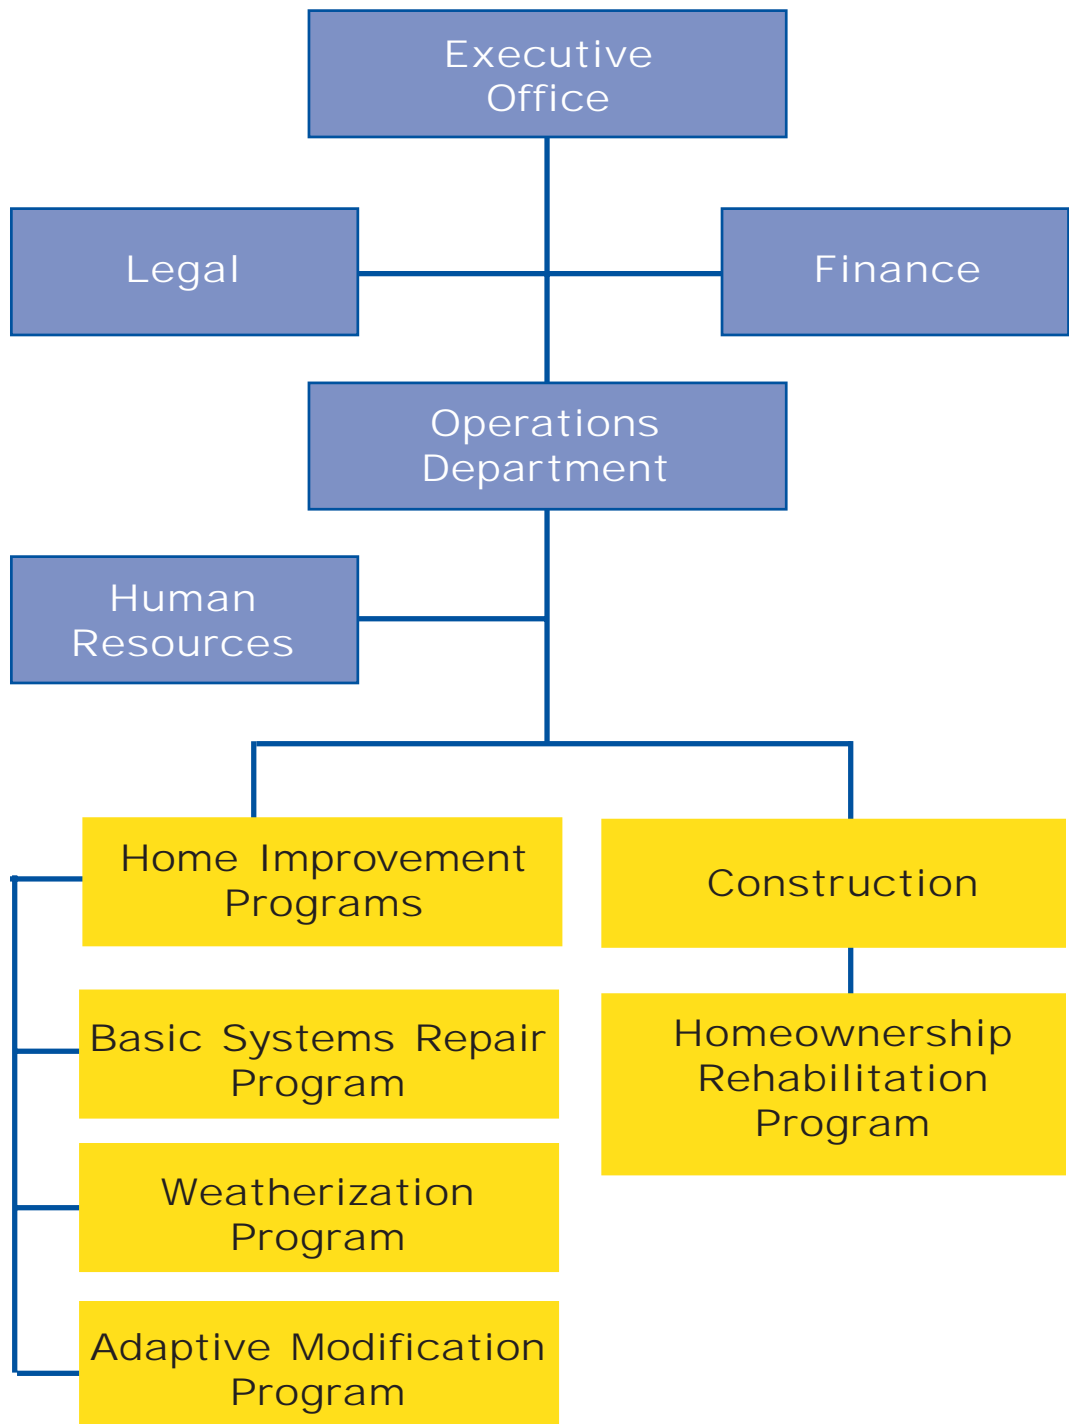 Executive
Office
Legal
Finance
Operations
Department
Human
Resources
Home Improvement
Programs
Construction
Basic Systems Repair
Program
Homeownership
Rehabilitation
Program
Weatherization
Program
Adaptive Modification
Program